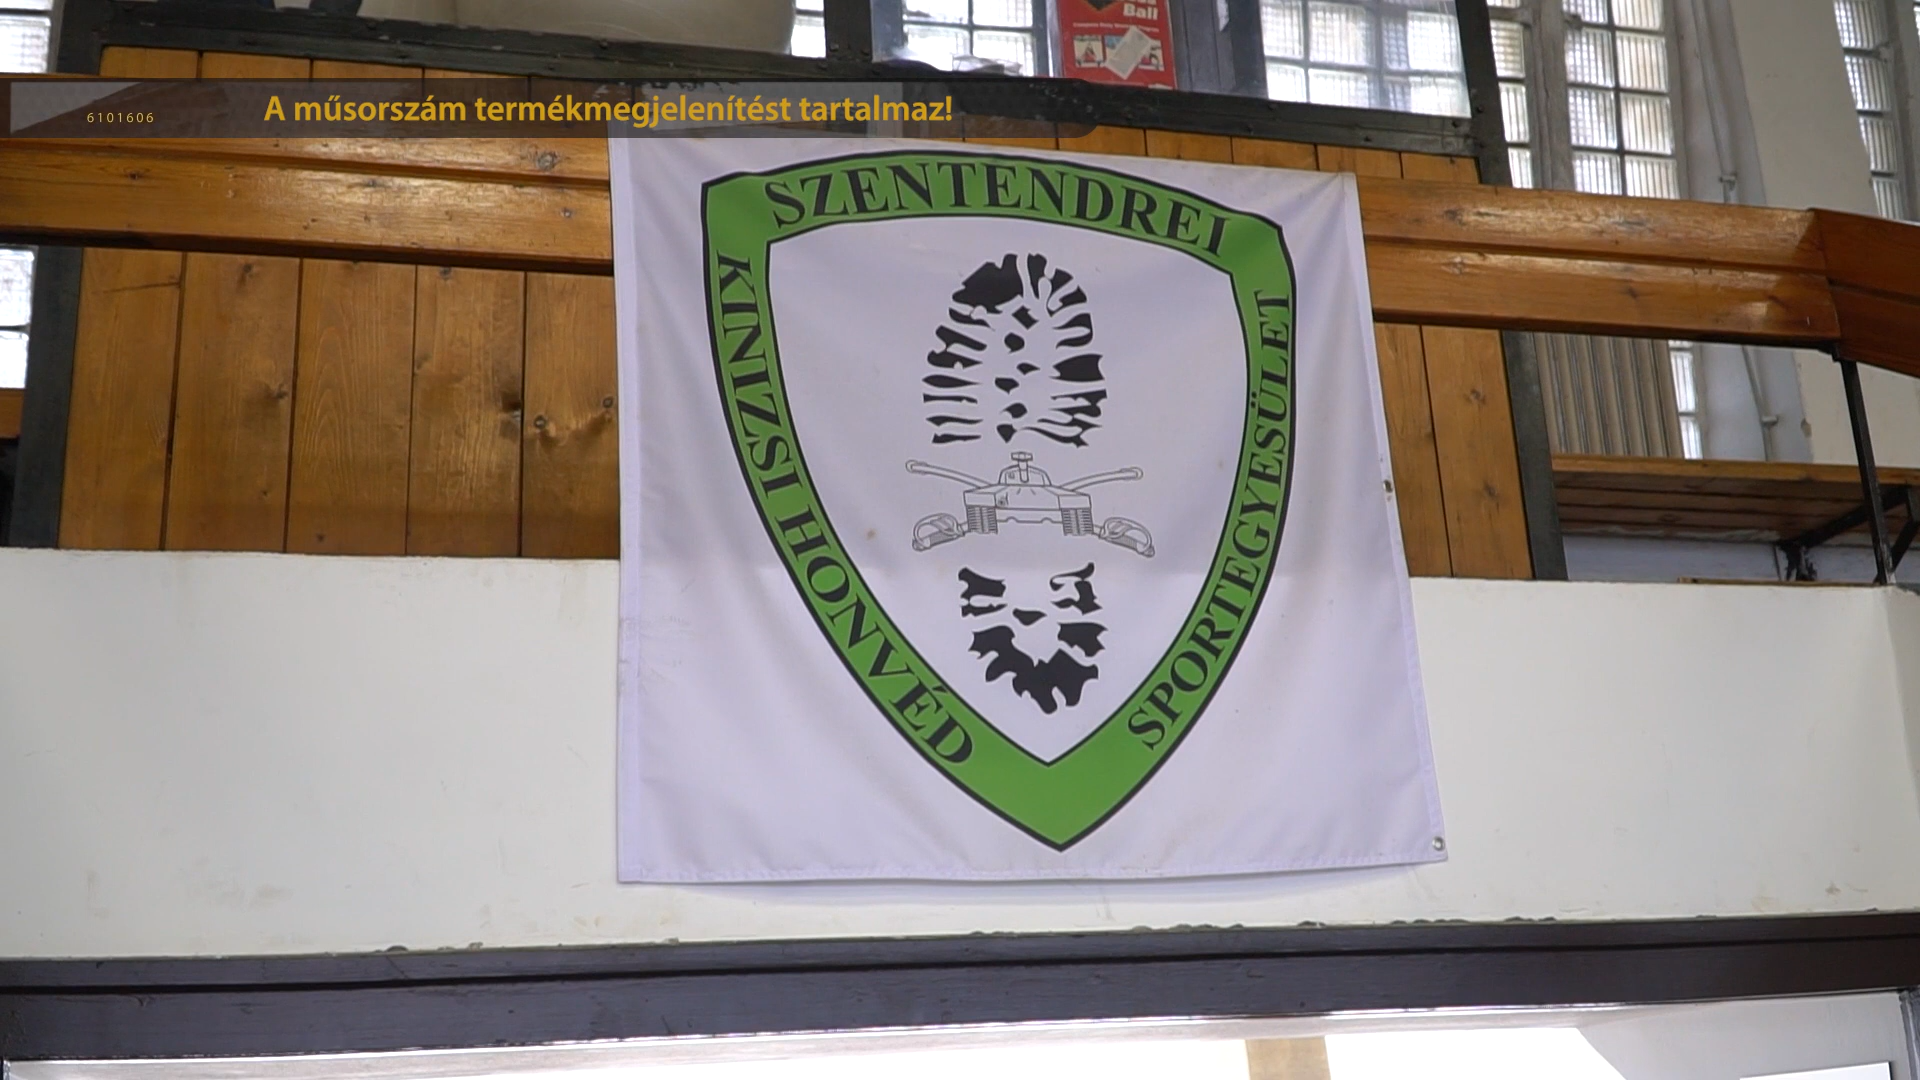 Ball
6101606
A műsorszám termékmegjelenítést tartalmaz!
SZENTENDREI
KINIZSI HONVÉD
SPORTEGYESÜLET